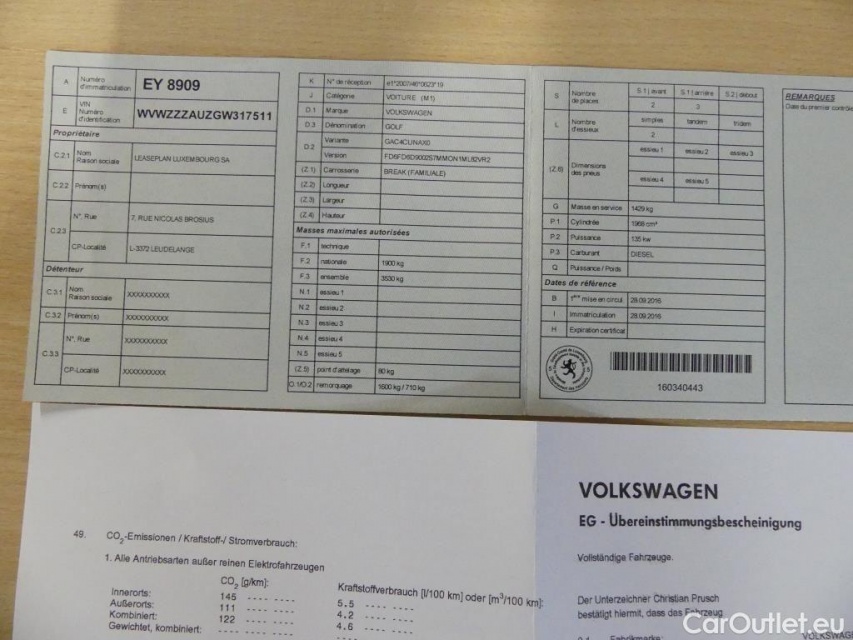 A Numéro d'immatriculation EY 8909
E VIN Numéro d'identification WVWZZZAUZGW317511
Propriétaire
C.2.1 Nom Raison sociale LEASEPLAN LUXEMBOURG SA
C.2.2 Prénom(s)
C.2.3 N°, Rue 7, RUE NICOLAS BROSIUS
CP-Localité L-3372 LEUDELANGE
Détenteur
C.3.1 Nom Raison sociale XXXXXXXXXX
C.3.2 Prénom(s) XXXXXXXXXX
C.3.3 N°, Rue XXXXXXXXXX
CP-Localité XXXXXXXXXX
K N° de réception e1*2007/46*0623*19
J Catégorie VOITURE (M1)
D.1 Marque VOLKSWAGEN
D.3 Dénomination GOLF
D.2 Variante GAC4CUNAX0
Version
(Z.1) Carrosserie BREAK (FAMILIALE)
(Z.2) Longueur
(Z.3) Largeur
(Z.4) Hauteur
Masses maximales autorisées
F.1 technique
F.2 nationale 1900 kg
F.3 ensemble 3530 kg
N.1 essieu 1
N.2 essieu 2
N.3 essieu 3
N.4 essieu 4
N.5 essieu 5
(Z.5) point d'attelage 80 kg
O.1/O.2 remorquage 1600 kg / 710 kg
S Nombre de places S.1 | avant S.1 | arrière S.2 | debout
2 3
L Nombre d'essieux simples tandem tridem
2
(Z.6) Dimensions des pneus essieu 1 essieu 2 essieu 3
essieu 4 essieu 5
G Masse en service 1429 kg
P.1 Cylindrée 1968 cm³
P.2 Puissance 135 kw
P.3 Carburant DIESEL
Q Puissance / Poids
Dates de référence
B 1ère mise en circul 28.09.2016
I Immatriculation 28.09.2016
H Expiration certificat
160340443
REMARQUES
Date du premier contrôle
49. CO2-Emissionen / Kraftstoff-/ Stromverbrauch:
1. Alle Antriebsarten außer reinen Elektrofahrzeugen
CO2 [g/km]: Kraftstoffverbrauch [l/100 km] oder [m³/100 km]:
Innerorts: 145 ---- ---- 5.5 ---- ----
Außerorts: 111 ---- ---- 4.2 ---- ----
Kombiniert: 122 ---- ---- 4.6 ---- ----
Gewichtet, kombiniert: ---- ---- ----
VOLKSWAGEN
EG - Übereinstimmungsbescheinigung
Vollständige Fahrzeuge.
Der Unterzeichner Christian Prusch
bestätigt hiermit, dass das Fahrzeug
Fabrikmarke: VOLKSWAG
CarOutlet.eu